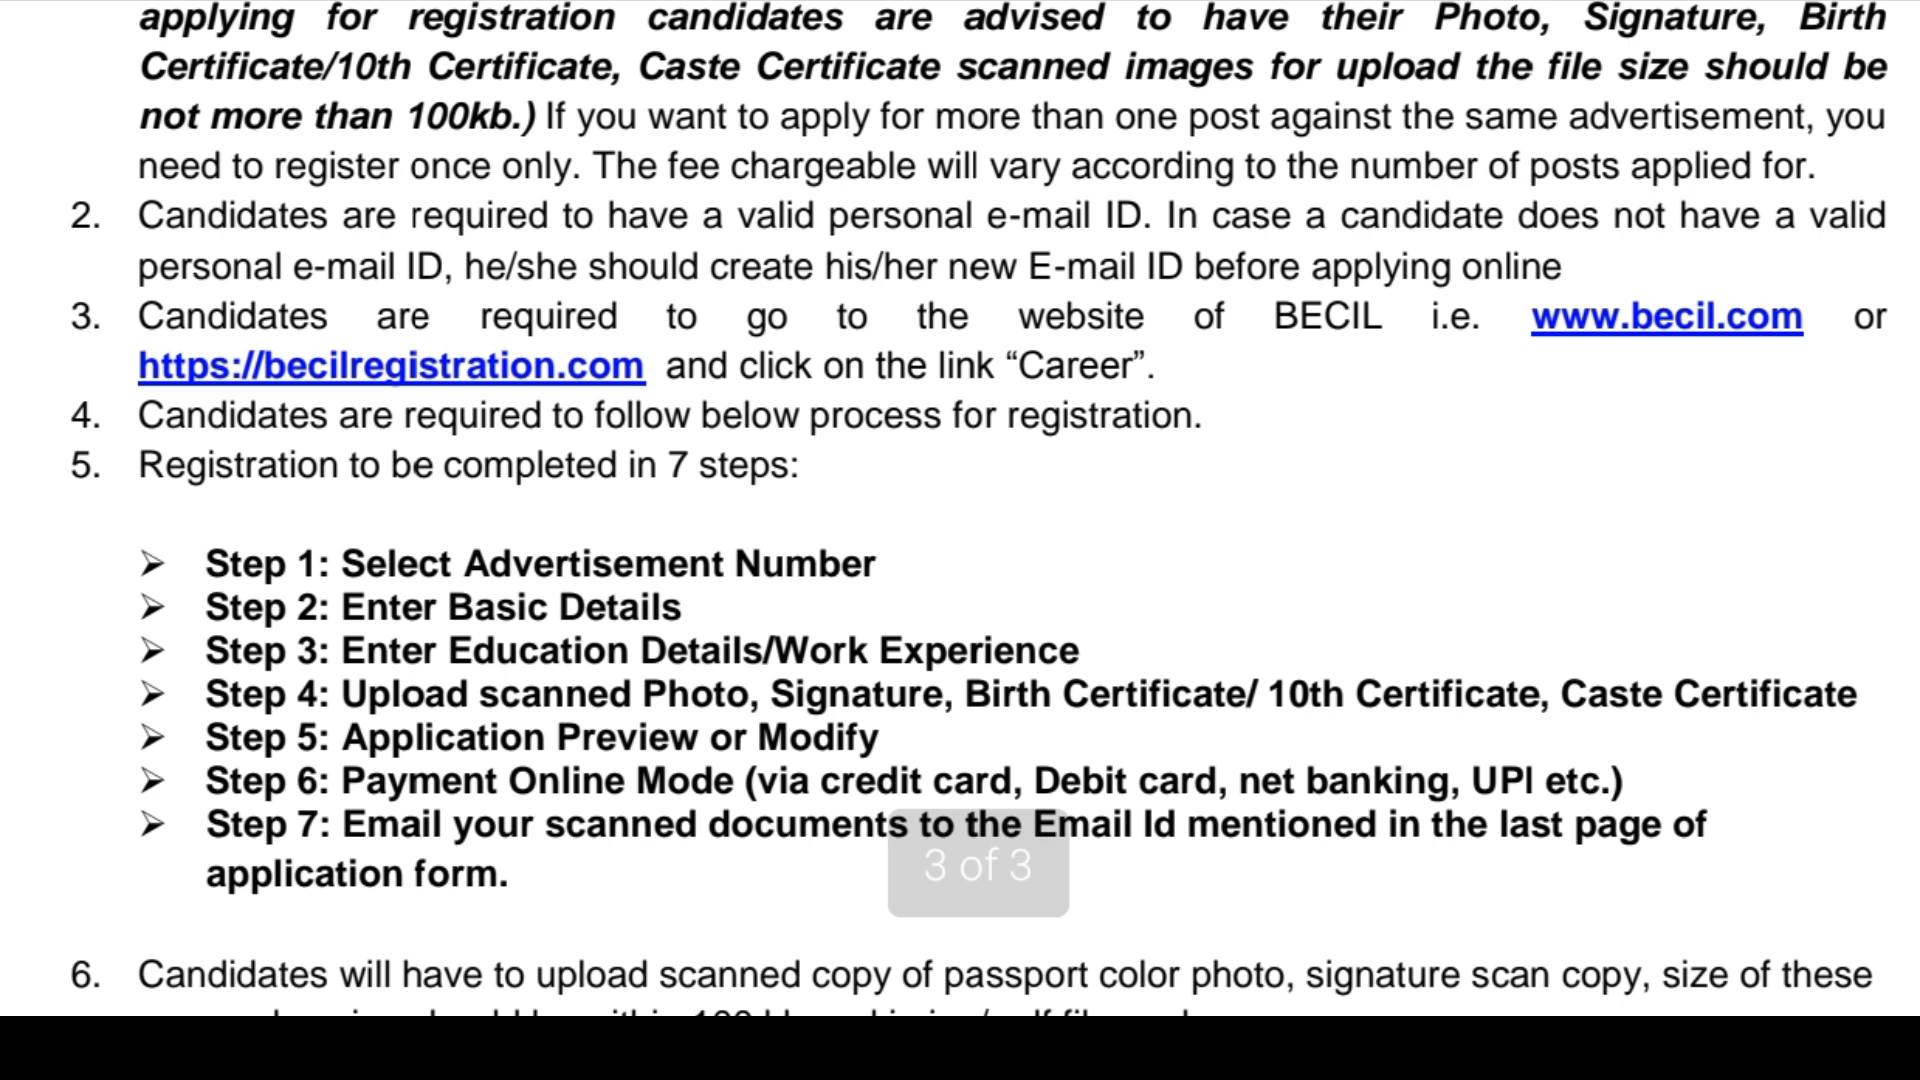 applying for registration candidates are advised to have their Photo, Signature, Birth
Certificate/10th Certificate, Caste Certificate scanned images for upload the file size should be
not more than 100kb.) If you want to apply for more than one post against the same advertisement, you
need to register once only. The fee chargeable will vary according to the number of posts applied for.
2. Candidates are required to have a valid personal e-mail ID. In case a candidate does not have a valid
personal e-mail ID, he/she should create his/her new E-mail ID before applying online
3. Candidates are required to go to the website of BECIL i.e. www.becil.com or
https://becilregistration.com and click on the link “Career”.
4. Candidates are required to follow below process for registration.
5. Registration to be completed in 7 steps:
➢ Step 1: Select Advertisement Number
➢ Step 2: Enter Basic Details
➢ Step 3: Enter Education Details/Work Experience
➢ Step 4: Upload scanned Photo, Signature, Birth Certificate/ 10th Certificate, Caste Certificate
➢ Step 5: Application Preview or Modify
➢ Step 6: Payment Online Mode (via credit card, Debit card, net banking, UPI etc.)
➢ Step 7: Email your scanned documents to the Email Id mentioned in the last page of
application form.
3 of 3
6. Candidates will have to upload scanned copy of passport color photo, signature scan copy, size of these